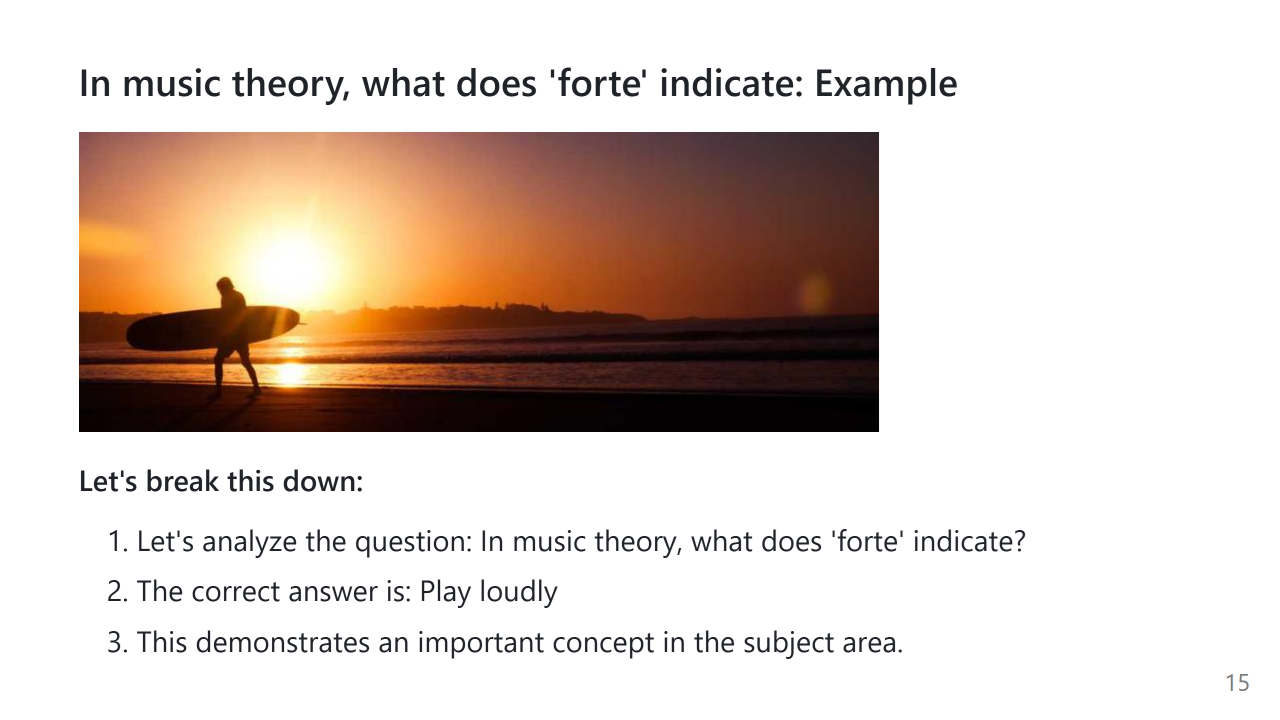 In music theory, what does 'forte' indicate: Example
Let's break this down:
1. Let's analyze the question: In music theory, what does 'forte' indicate?
2. The correct answer is: Play loudly
3. This demonstrates an important concept in the subject area.
15